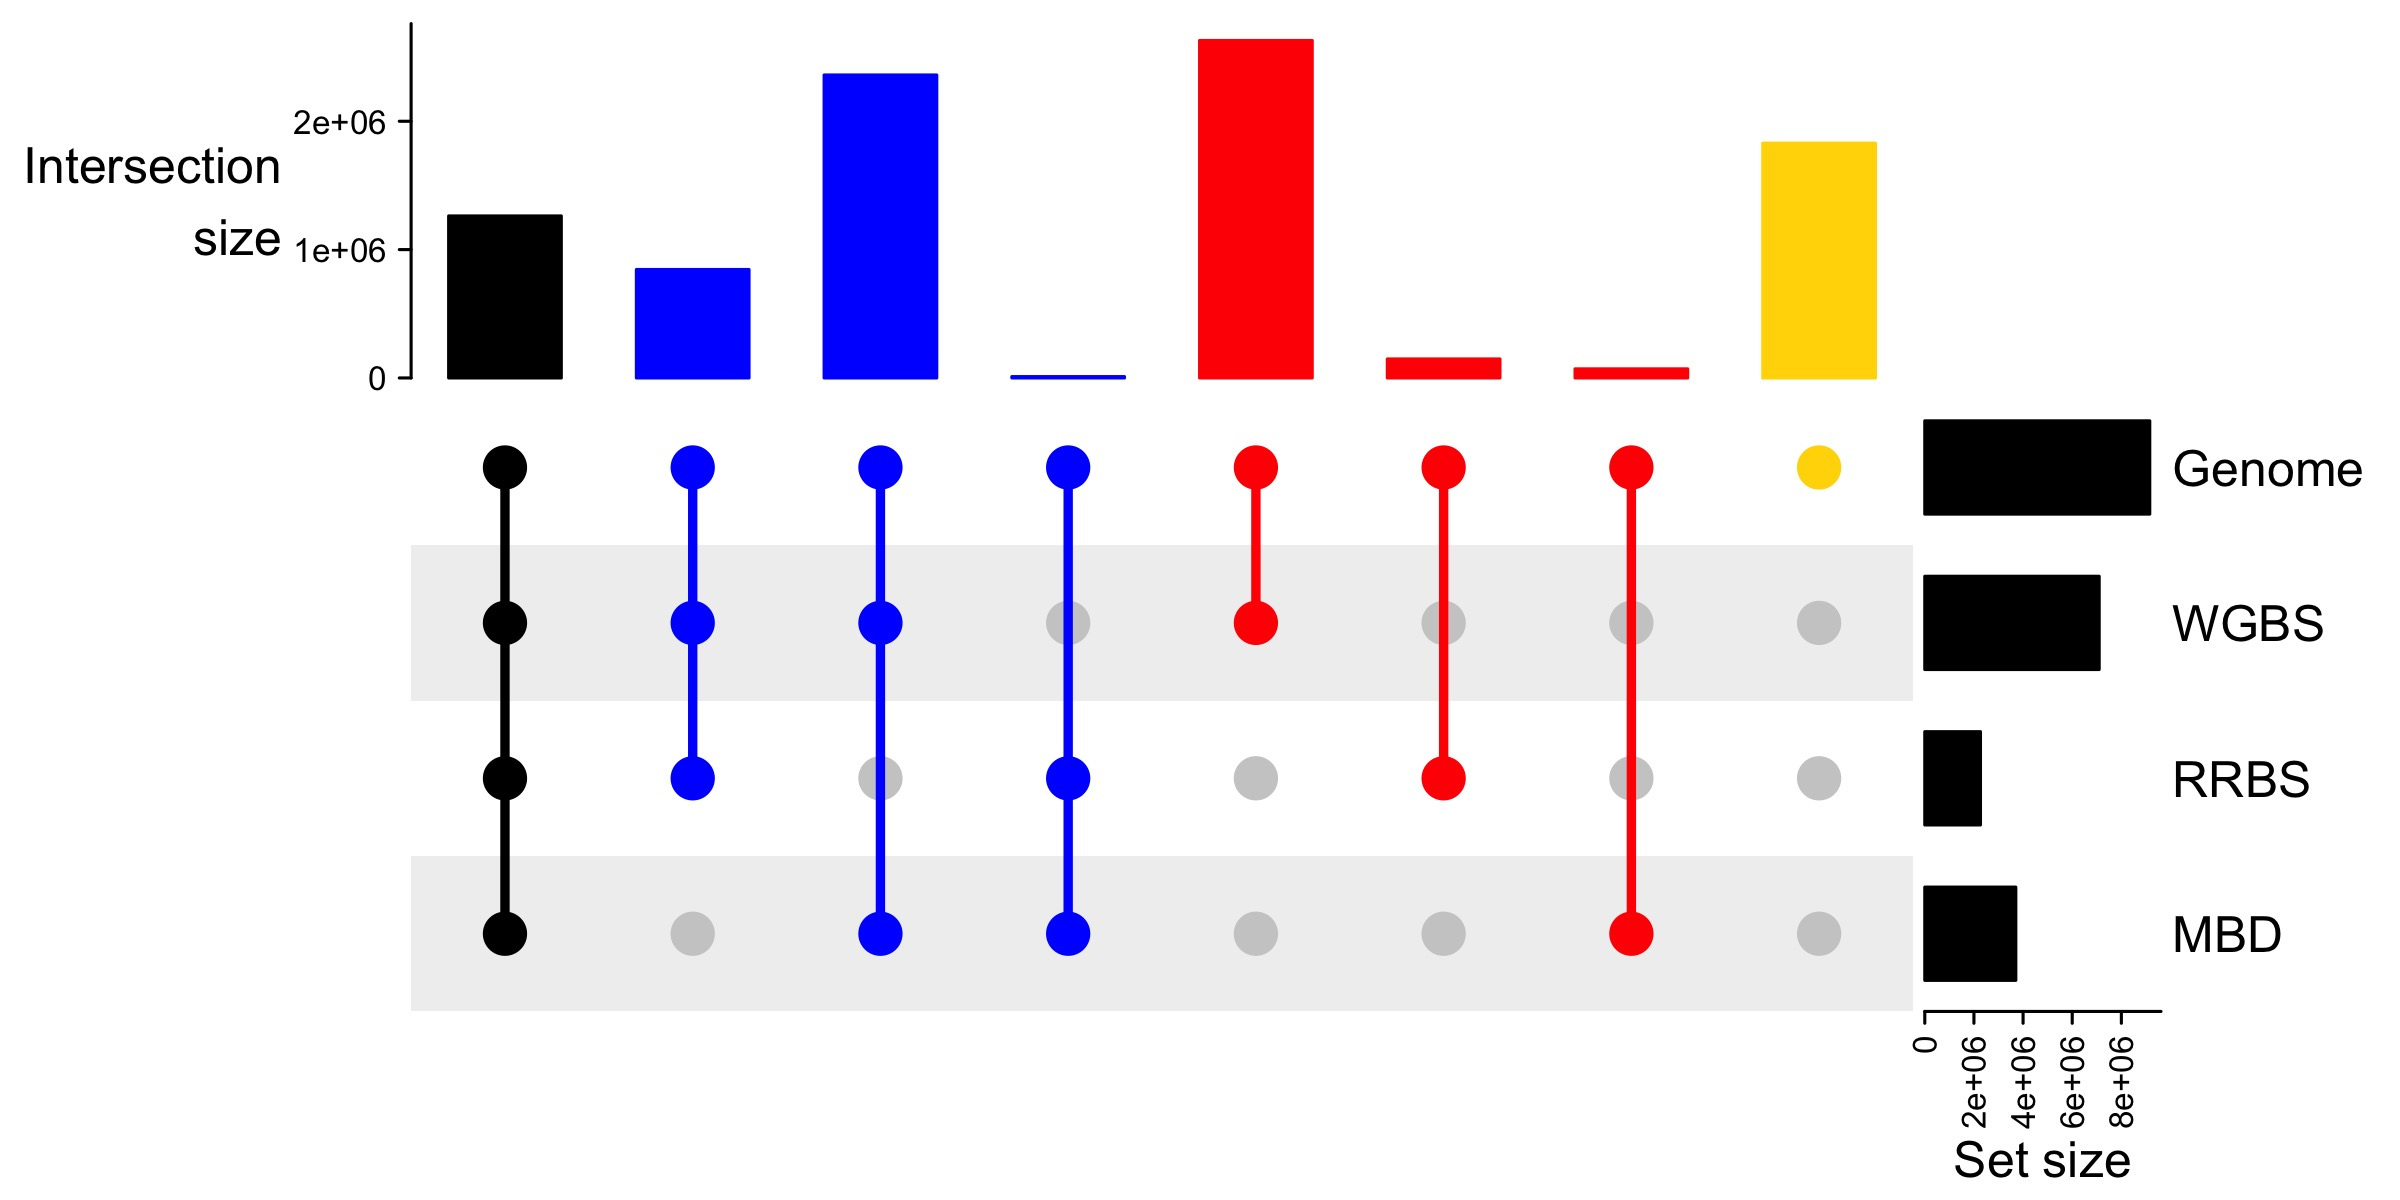 Intersection
size
2e+06
1e+06
0
Genome
WGBS
RRBS
MBD
0
2e+06
4e+06
6e+06
8e+06
Set size